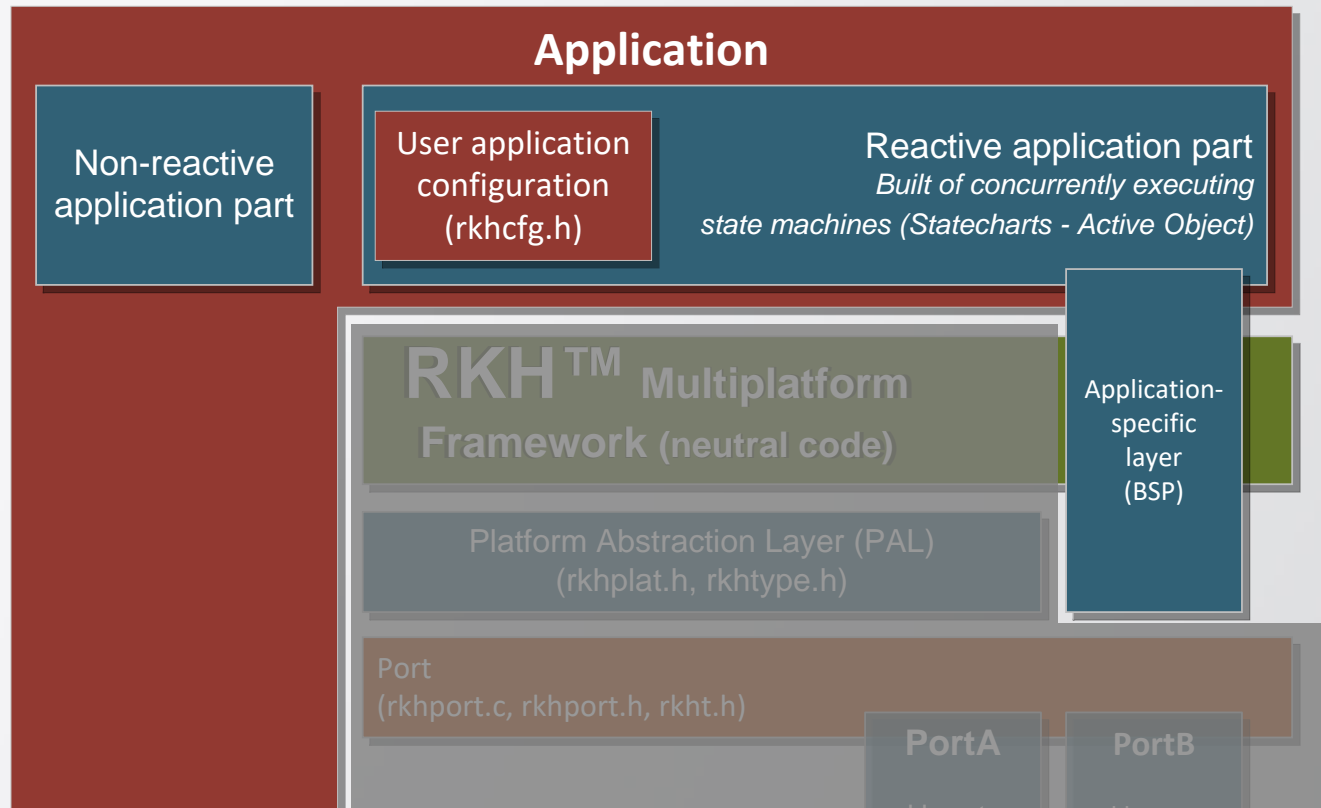 Application
Non-reactive
application part
User application
configuration
(rkhcfg.h)
Reactive application part
Built of concurrently executing
state machines (Statecharts - Active Object)
RKH™ Multiplatform
Framework (neutral code)
Application-
specific
layer
(BSP)
Platform Abstraction Layer (PAL)
(rkhplat.h, rkhtype.h)
Port
(rkhport.c, rkhport.h, rkht.h)
PortA
PortB